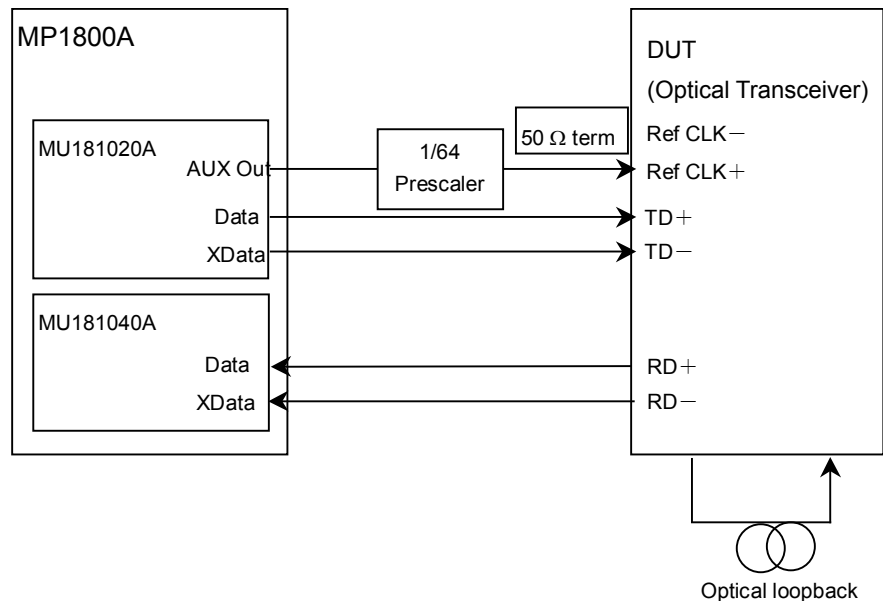 MP1800A
MU181020A
AUX Out
Data
XData
MU181040A
Data
XData
1/64
Prescaler
50 Ω term
DUT
(Optical Transceiver)
Ref CLK−
Ref CLK+
TD+
TD−
RD+
RD−
Optical loopback